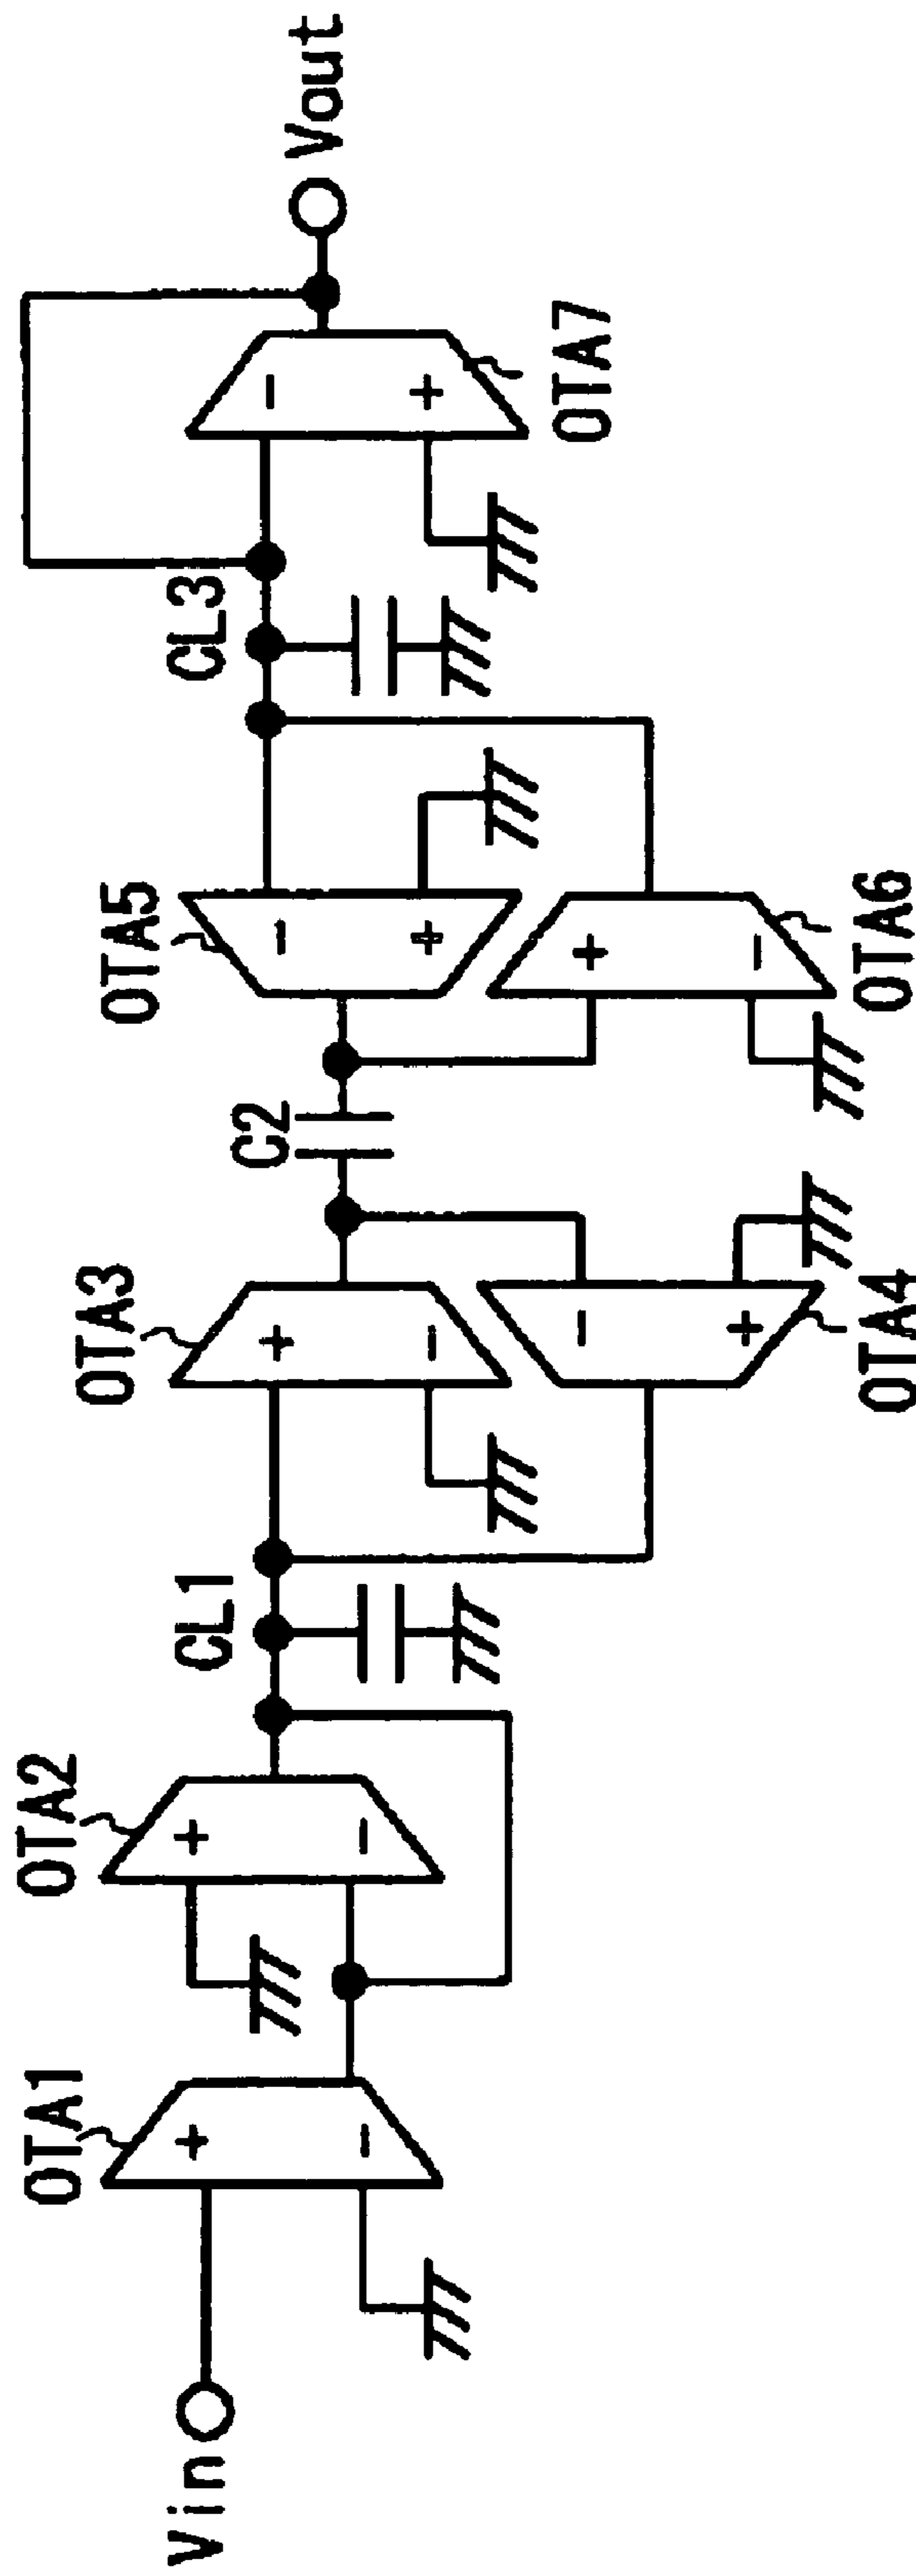 Vin
OTA1
OTA2
CL1
OTA3
OTA4
C2
OTA5
OTA6
CL3
OTA7
Vout
+
-
+
-
+
-
-
+
-
+
+
-
-
+